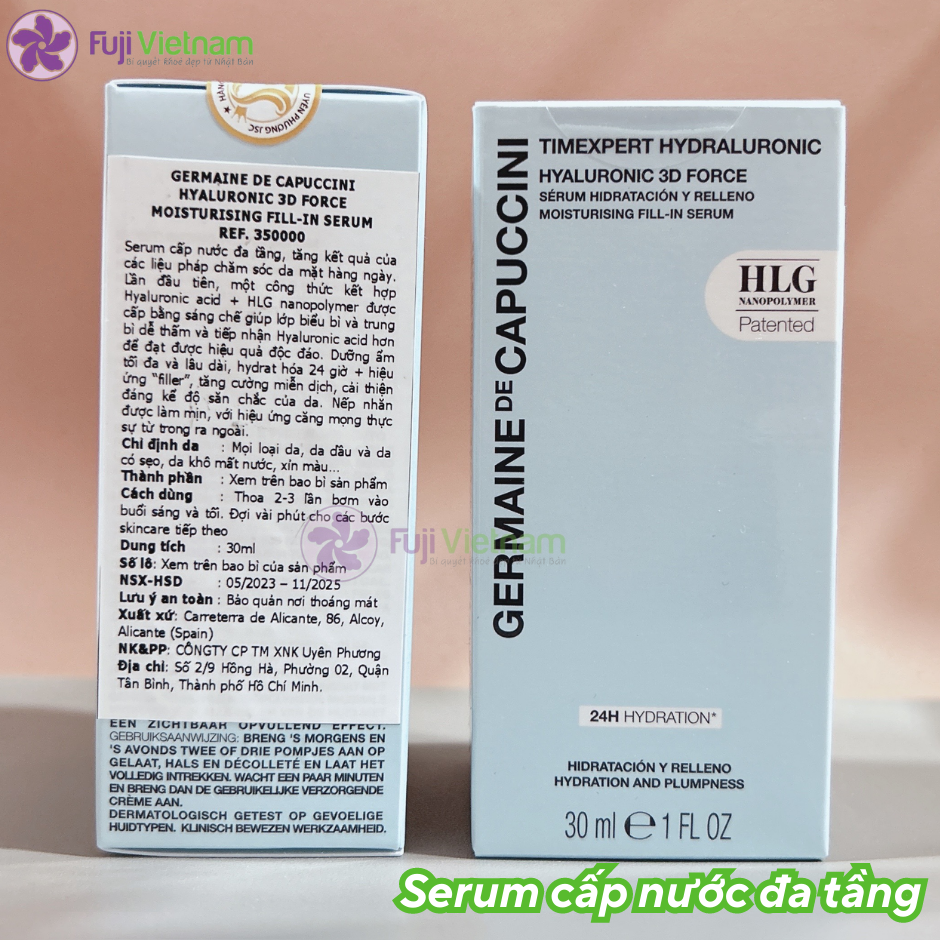 Fuji Vietnam
Bí quyết Khoẻ đẹp từ Nhật Bản
UYÊN PHƯƠNG JSC
GERMAINE DE CAPUCCINI
HYALURONIC 3D FORCE
MOISTURISING FILL-IN SERUM
REF. 350000
Serum cấp nước đa tầng, tăng kết quả của
các liệu pháp chăm sóc da mặt hàng ngày.
Lần đầu tiên, một công thức kết hợp
Hyaluronic acid + HLG nanopolymer được
cấp bằng sáng chế giúp lớp biểu bì và trung
bì dễ thấm và tiếp nhận Hyaluronic acid hơn
để đạt được hiệu quả độc đáo. Dưỡng ẩm
tối đa và lâu dài, hydrat hóa 24 giờ + hiệu
ứng "filler", tăng cường miễn dịch, cải thiện
đáng kể độ săn chắc của da. Nếp nhăn
được làm mịn, với hiệu ứng căng mọng thực
sự từ trong ra ngoài.
Chỉ định da : Mọi loại da, da dầu và da
có sẹo, da khô mất nước, xỉn màu...
Thành phần : Xem trên bao bì sản phẩm
Cách dùng : Thoa 2-3 lần bơm vào
buổi sáng và tối. Đợi vài phút cho các bước
skincare tiếp theo
Dung tích : 30ml
Số lô: Xem trên bao bì của sản phẩm
NSX-HSD : 05/2023 – 11/2025
Lưu ý an toàn : Bảo quản nơi thoáng mát
Xuất xứ: Carreterra de Alicante, 86, Alcoy,
Alicante (Spain)
NK&PP: CÔNGTY CP TM XNK Uyên Phương
Địa chỉ: Số 2/9 Hồng Hà, Phường 02, Quận
Tân Bình, Thành phố Hồ Chí Minh.
EEN ZICHTBAAR OPVULLEND EFFECT.
GEBRUIKSAANWIJZING: BRENG 'S MORGENS EN
'S AVONDS TWEE OF DRIE POMPJES AAN OP
GELAAT, HALS EN DÉCOLLETÉ EN LAAT HET
VOLLEDIG INTREKKEN. WACHT EEN PAAR MINUTEN
EN BRENG DAN DE GEBRUIKELIJKE VERZORGENDE
CRÈME AAN.
DERMATOLOGISCH GETEST OP GEVOELIGE
HUIDTYPEN. KLINISCH BEWEZEN WERKZAAMHEID.
GERMAINE DE CAPUCCINI
TIMEXPERT HYDRALURONIC
HYALURONIC 3D FORCE
SÉRUM HIDRATACIÓN Y RELLENO
MOISTURISING FILL-IN SERUM
HLG
NANOPOLYMER
Patented
Fuji Vietnam
Bí quyết Khoẻ đẹp từ Nhật Bản
24H HYDRATION*
HIDRATACIÓN Y RELLENO
HYDRATION AND PLUMPNESS
30 ml e 1 FL OZ
Serum cấp nước đa tầng